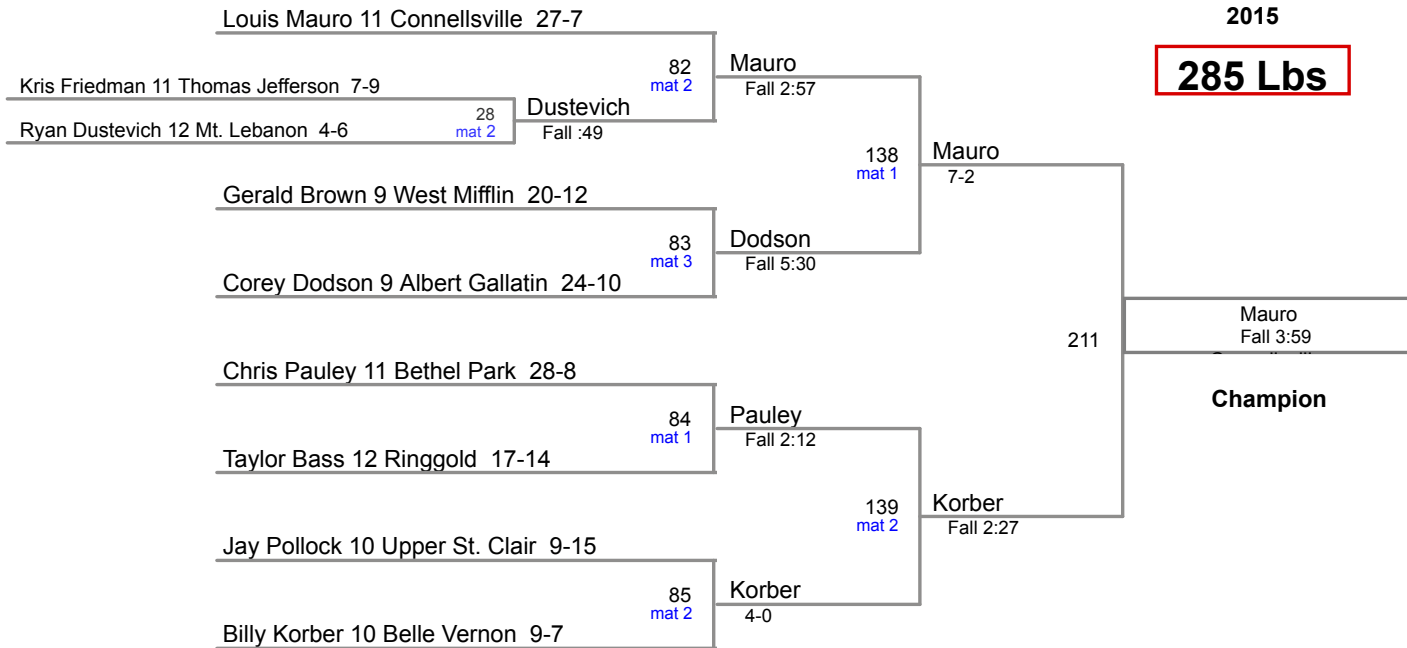 Louis Mauro 11 Connellsville 27-7
2015
285 Lbs
82
mat 2
Mauro
Fall 2:57
Kris Friedman 11 Thomas Jefferson 7-9
28
mat 2
Dustevich
Fall :49
Ryan Dustevich 12 Mt. Lebanon 4-6
138
mat 1
Mauro
7-2
Gerald Brown 9 West Mifflin 20-12
83
mat 3
Dodson
Fall 5:30
Corey Dodson 9 Albert Gallatin 24-10
211
Mauro
Fall 3:59
Champion
Chris Pauley 11 Bethel Park 28-8
84
mat 1
Pauley
Fall 2:12
Taylor Bass 12 Ringgold 17-14
139
mat 2
Korber
Fall 2:27
Jay Pollock 10 Upper St. Clair 9-15
85
mat 2
Korber
4-0
Billy Korber 10 Belle Vernon 9-7